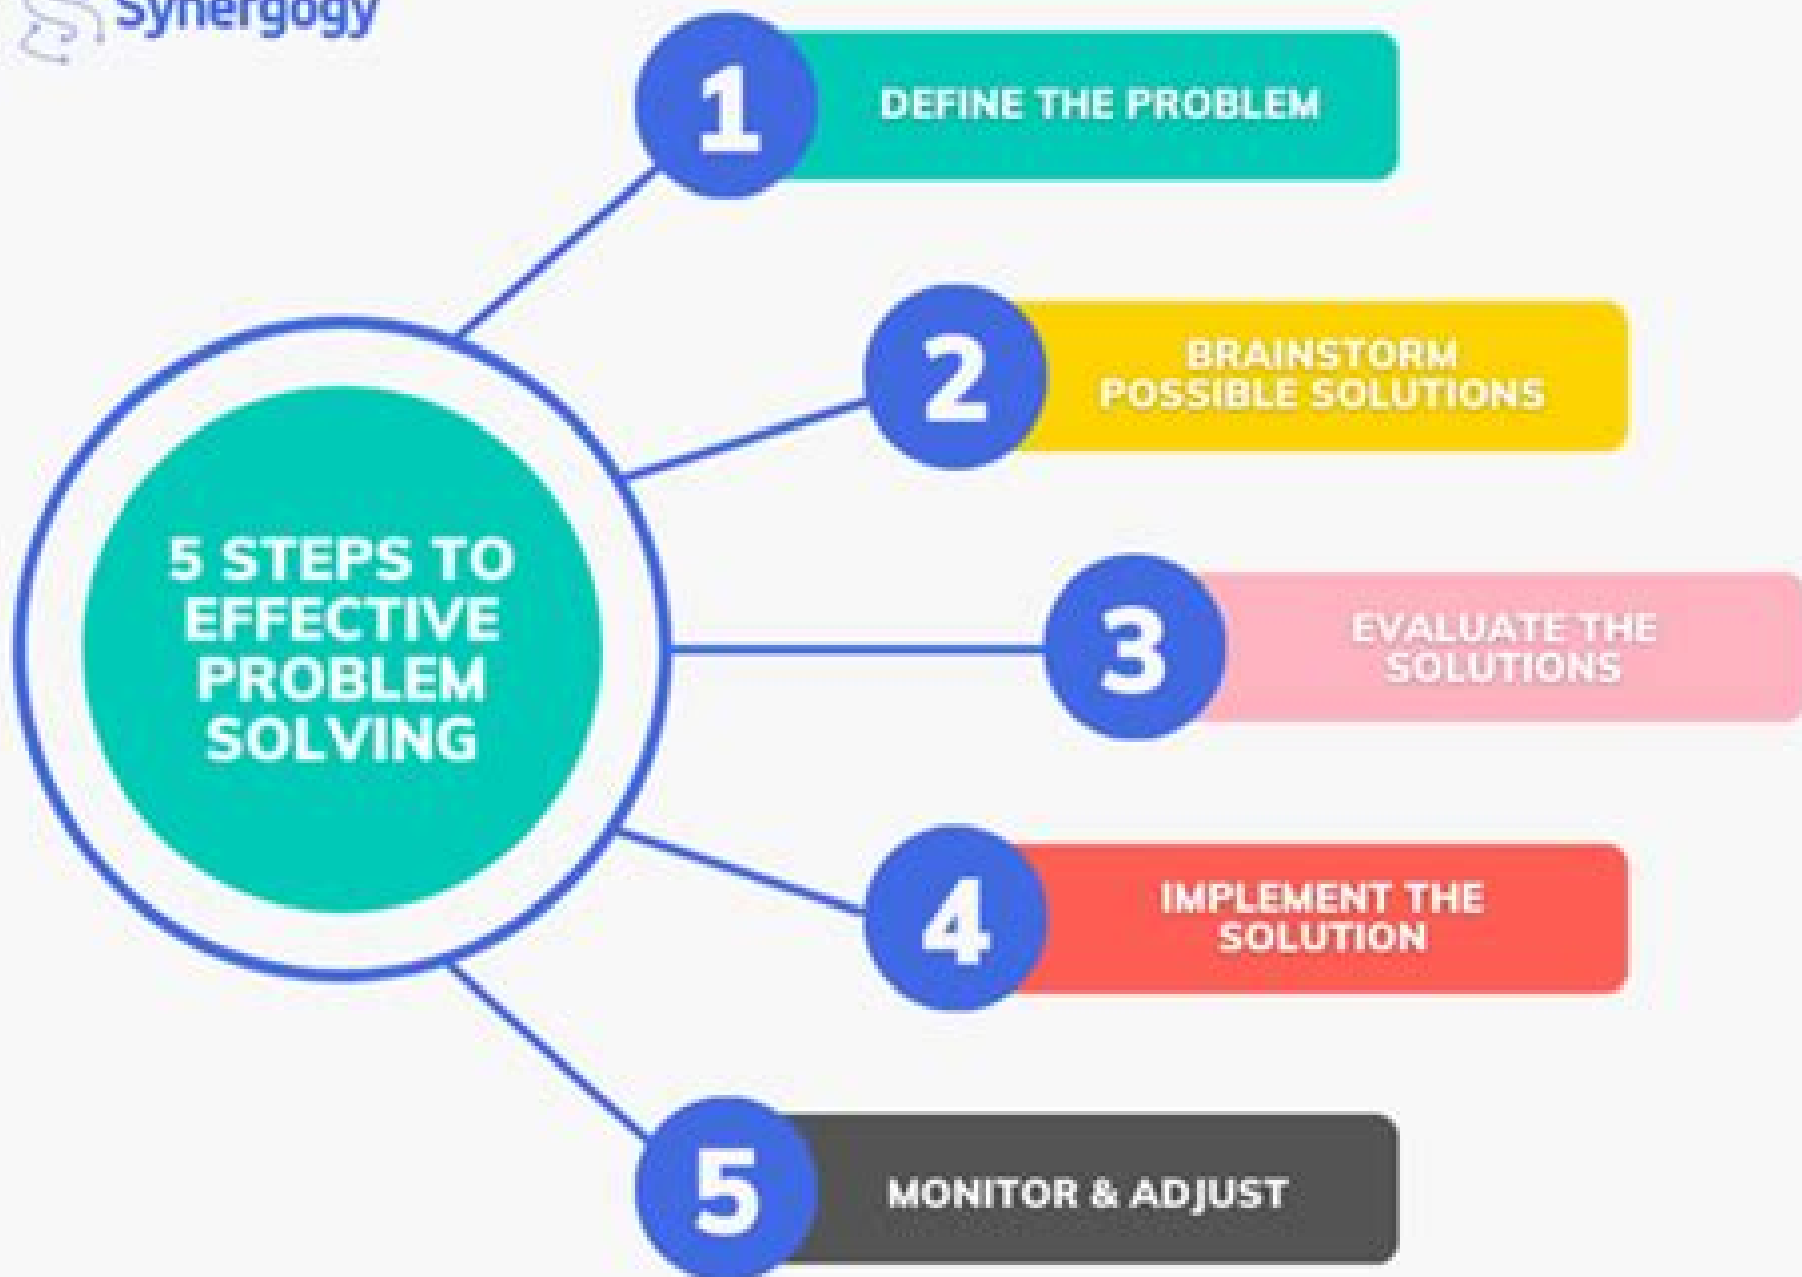 Synergogy
1
DEFINE THE PROBLEM
2
BRAINSTORM
POSSIBLE SOLUTIONS
5 STEPS TO
EFFECTIVE
PROBLEM
SOLVING
3
EVALUATE THE
SOLUTIONS
4
IMPLEMENT THE
SOLUTION
5
MONITOR & ADJUST